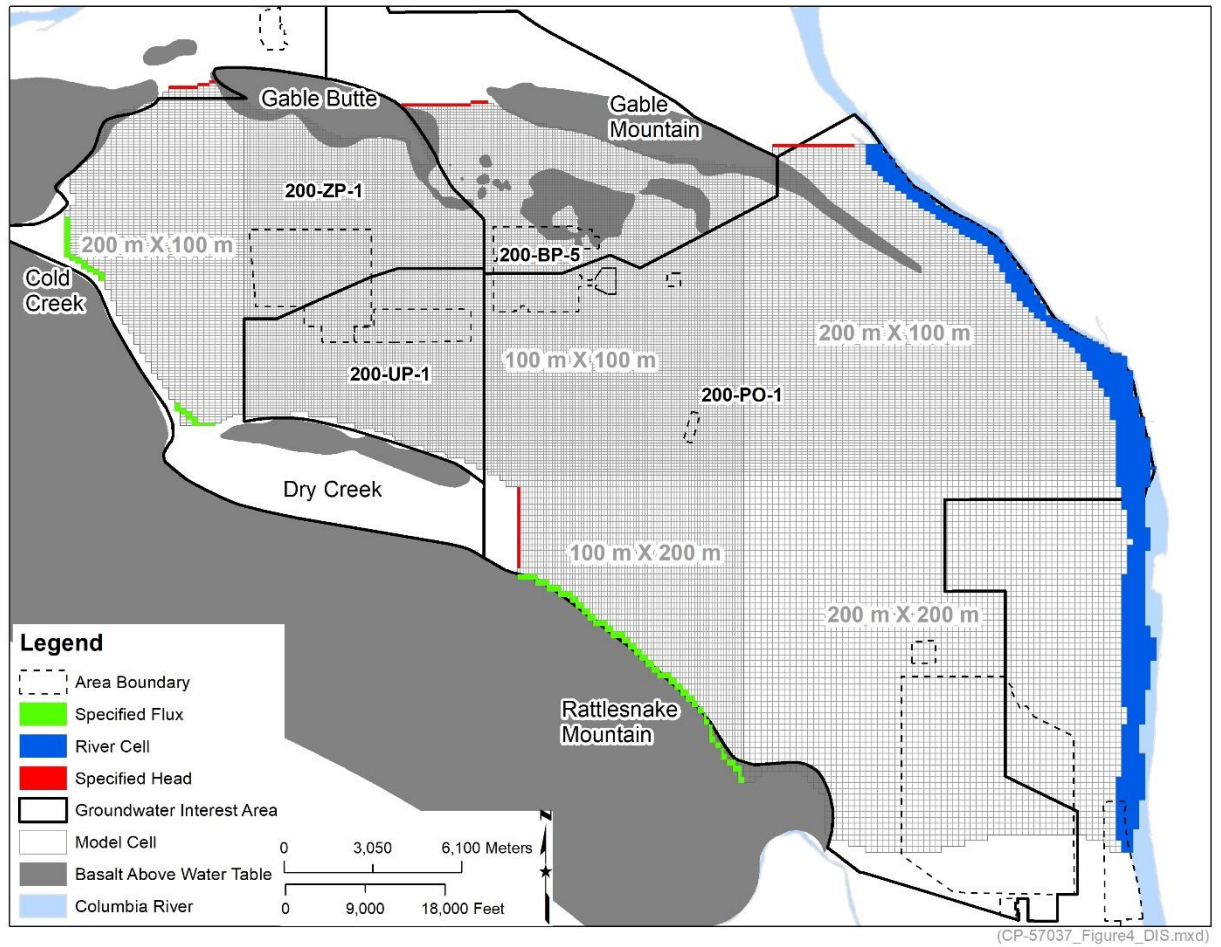 Gable Butte
Gable
Mountain
200-ZP-1
200 m X 100 m
200-BP-5
Cold
Creek
200 m X 100 m
100 m X 100 m
200-UP-1
200-PO-1
Dry Creek
100 m X 200 m
200 m X 200 m
Rattlesnake
Mountain
Legend
Area Boundary
Specified Flux
River Cell
Specified Head
Groundwater Interest Area
Model Cell
Basalt Above Water Table
Columbia River
0 3,050 6,100 Meters
0 9,000 18,000 Feet
(CP-57037_Figure4_DIS.mxd)